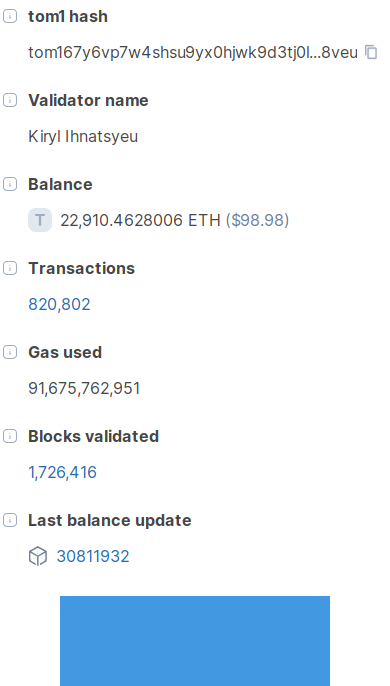 tom1 hash
tom167y6vp7w4shsu9yx0hjwk9d3tj0l...8veu
Validator name
Kiryl Ihnatsyeu
Balance
T 22,910.4628006 ETH ($98.98)
Transactions
820,802
Gas used
91,675,762,951
Blocks validated
1,726,416
Last balance update
30811932